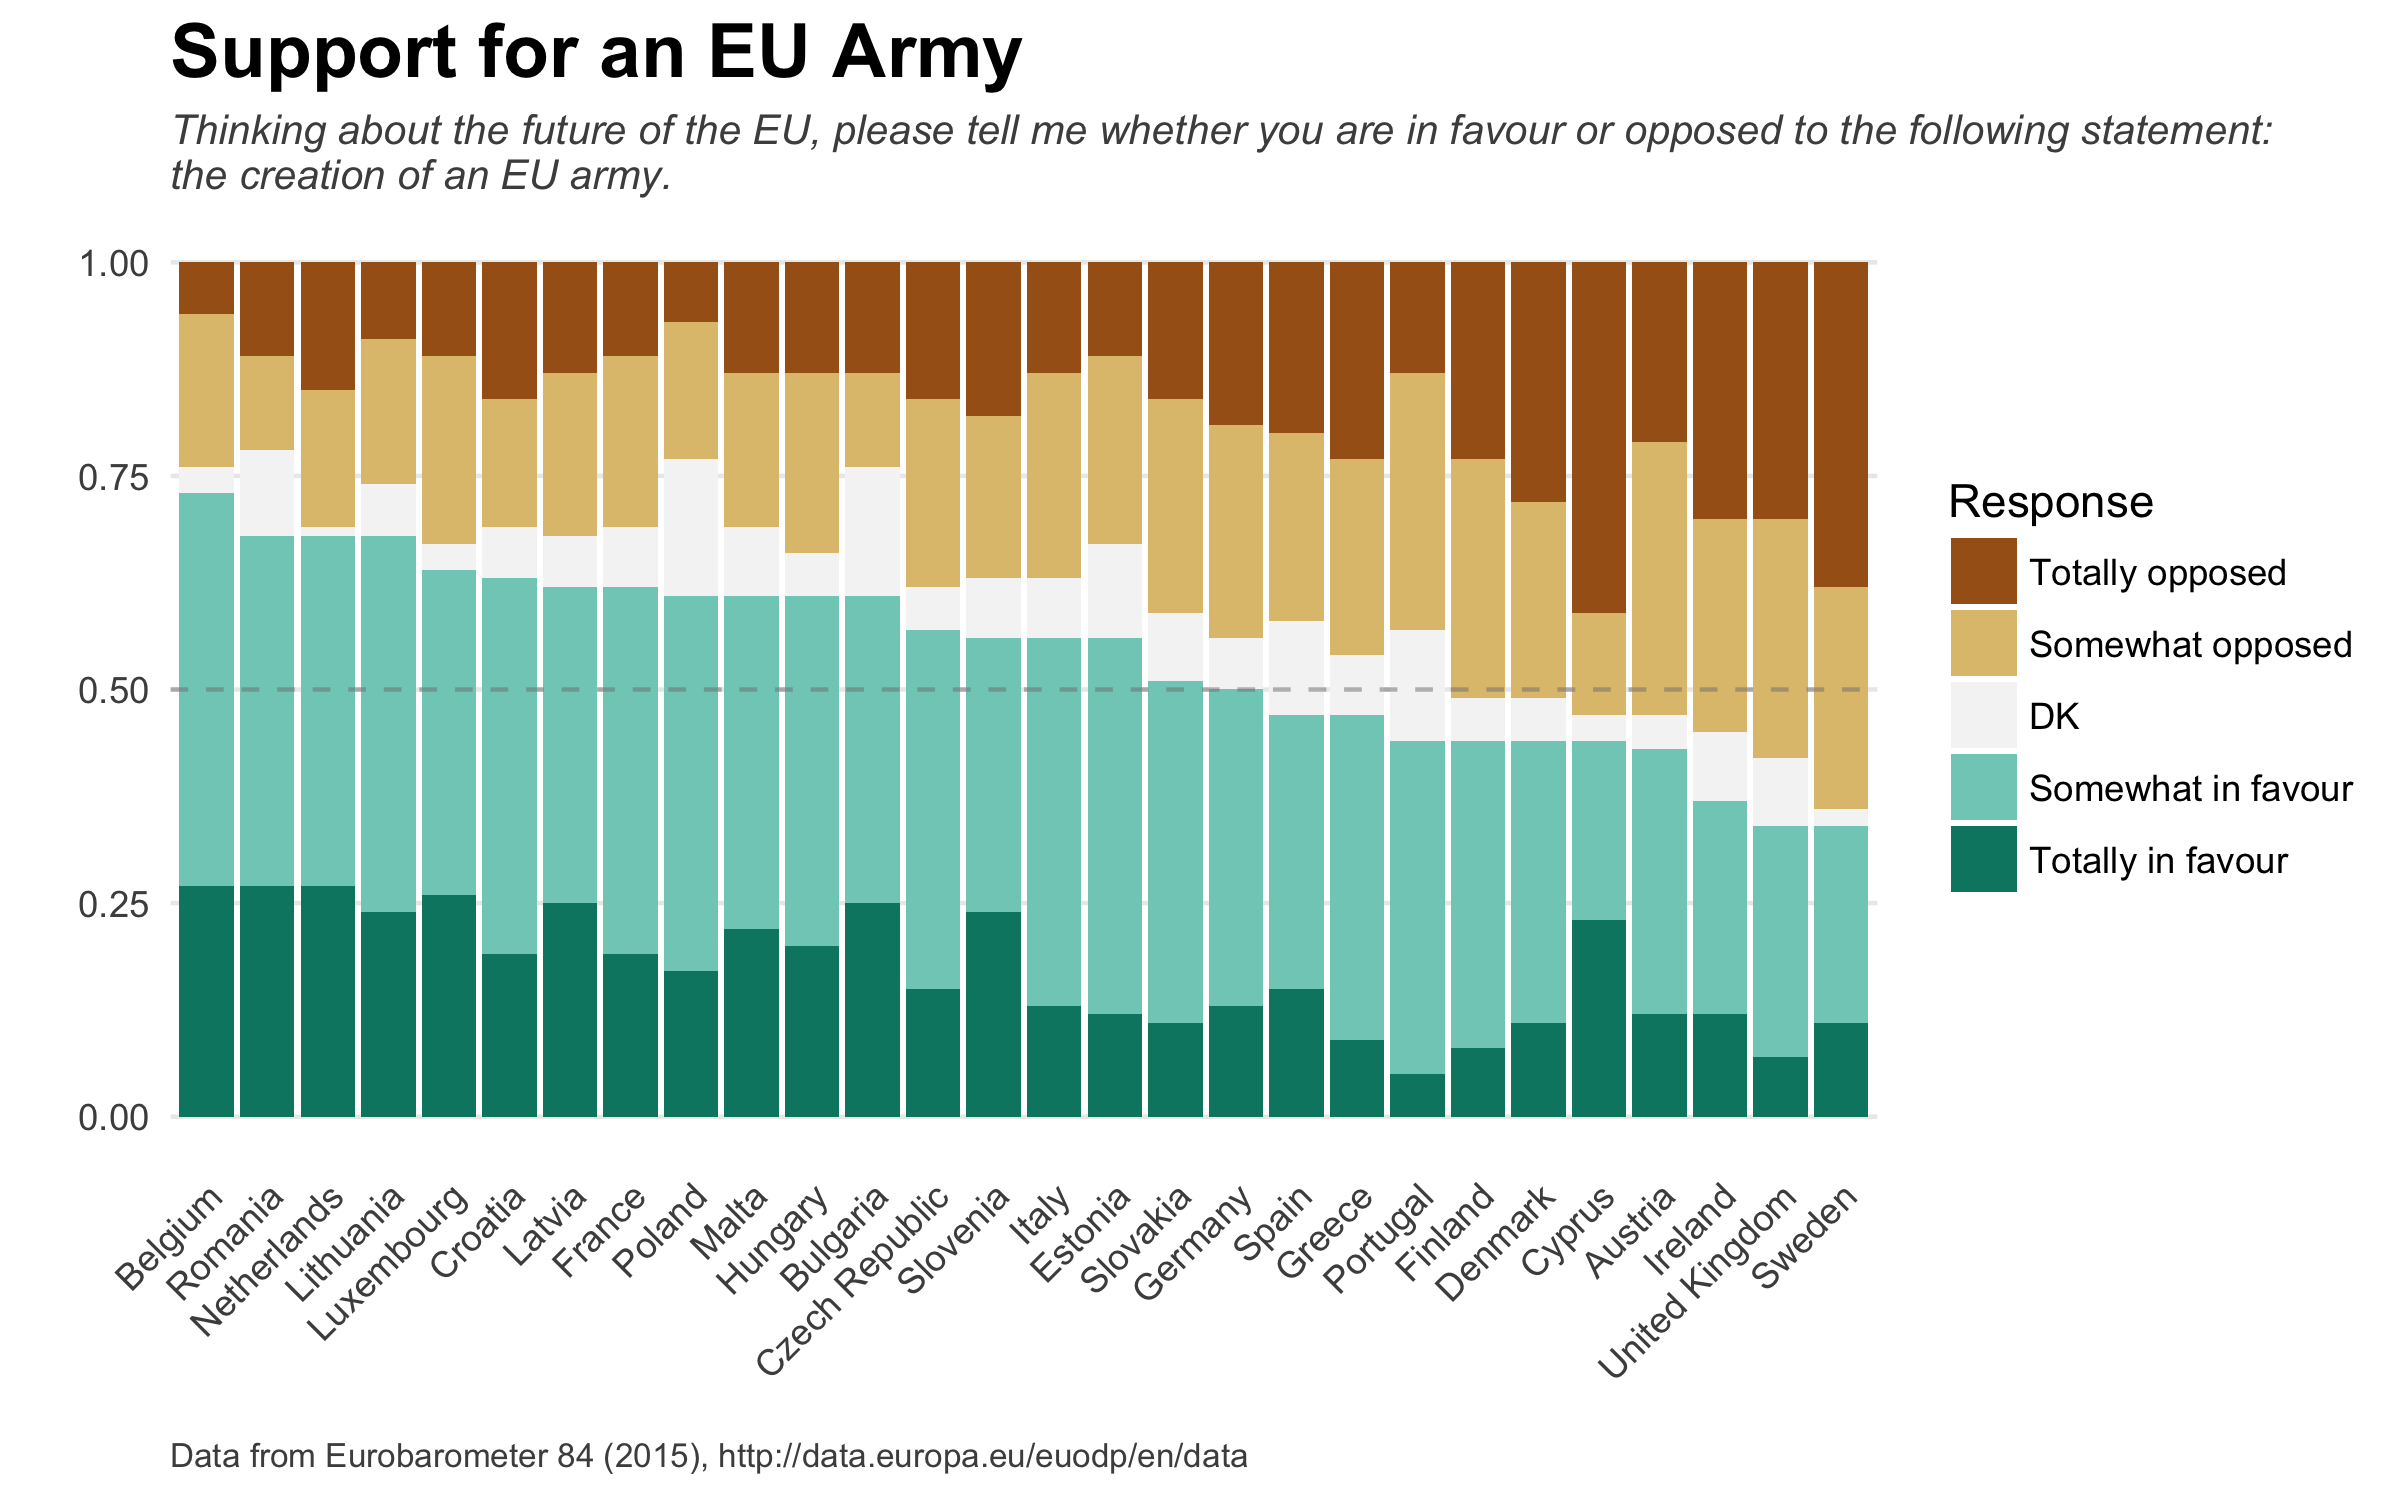 Support for an EU Army
Thinking about the future of the EU, please tell me whether you are in favour or opposed to the following statement:
the creation of an EU army.
1.00
0.75
0.50
0.25
0.00
Response
Totally opposed
Somewhat opposed
DK
Somewhat in favour
Totally in favour
Belgium
Romania
Netherlands
Lithuania
Luxembourg
Croatia
Latvia
France
Poland
Malta
Hungary
Bulgaria
Czech Republic
Slovenia
Italy
Estonia
Slovakia
Germany
Spain
Greece
Portugal
Finland
Denmark
Cyprus
Austria
Ireland
United Kingdom
Sweden
Data from Eurobarometer 84 (2015), http://data.europa.eu/euodp/en/data